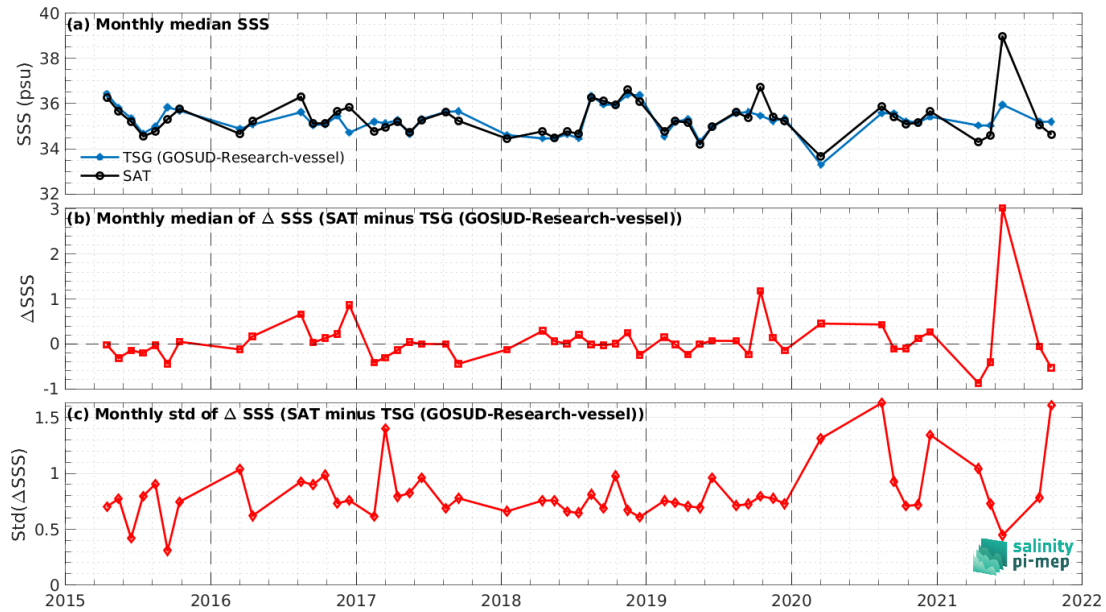 (a) Monthly median SSS
40
38
36
34
32
SSS (psu)
TSG (GOSUD-Research-vessel)
SAT
(b) Monthly median of Δ SSS (SAT minus TSG (GOSUD-Research-vessel))
3
2
1
0
-1
ΔSSS
(c) Monthly std of Δ SSS (SAT minus TSG (GOSUD-Research-vessel))
1.5
1
0.5
0
Std(ΔSSS)
salinity
pi-mep
2015 2016 2017 2018 2019 2020 2021 2022